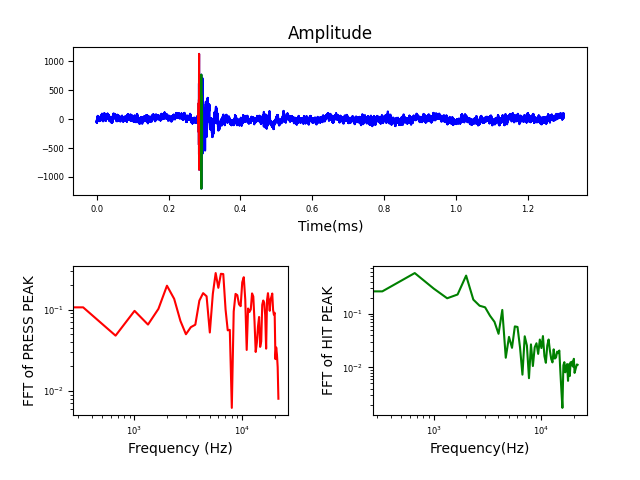 Amplitude
1000
500
0
−500
−1000
0.0 0.2 0.4 0.6 0.8 1.0 1.2
Time(ms)
FFT of PRESS PEAK
10⁻¹
10⁻²
10³ 10⁴
Frequency (Hz)
FFT of HIT PEAK
10⁻¹
10⁻²
10³ 10⁴
Frequency(Hz)